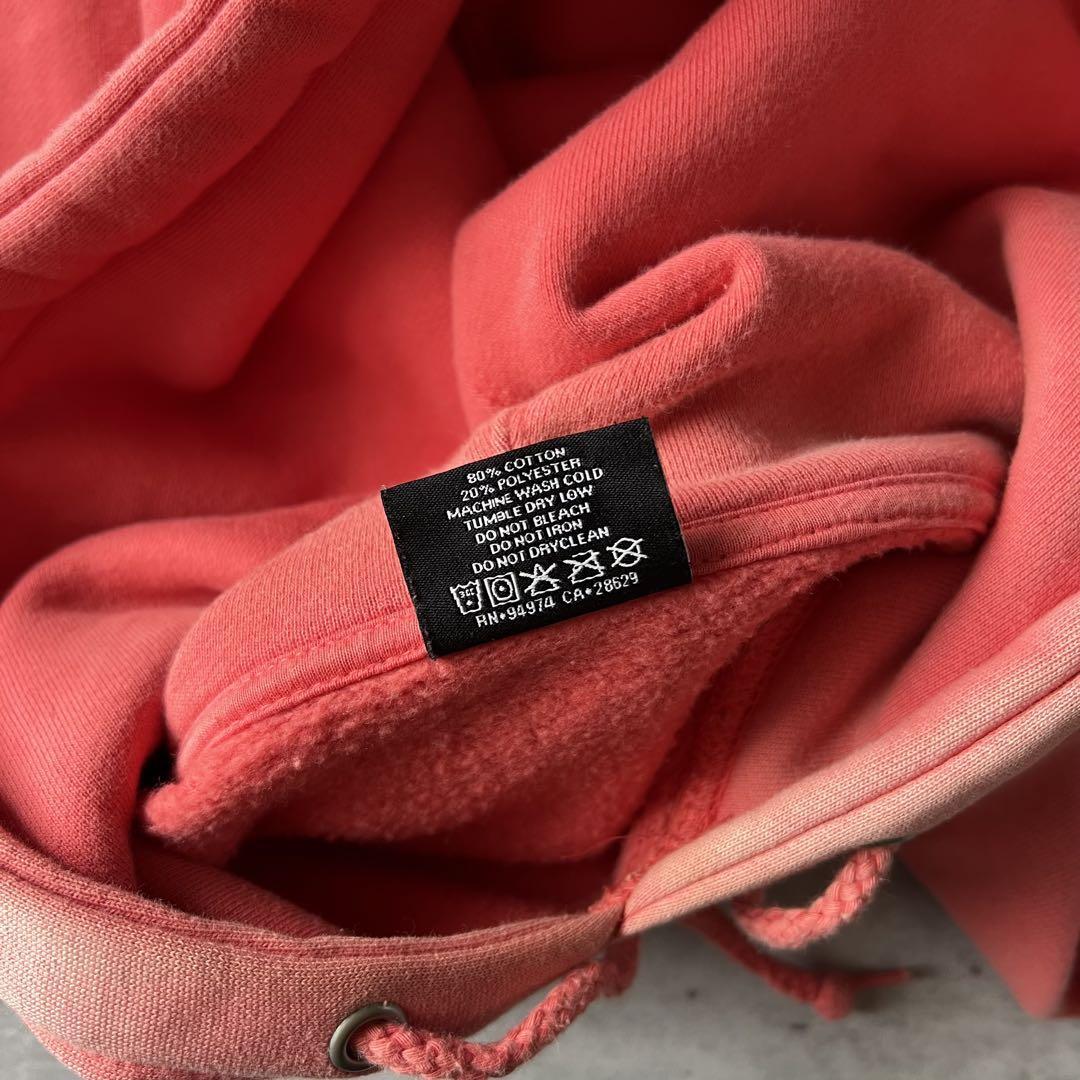 80% COTTON
20% POLYESTER
MACHINE WASH COLD
TUMBLE DRY LOW
DO NOT BLEACH
DO NOT IRON
DO NOT DRYCLEAN
RN•94974 CA•28629